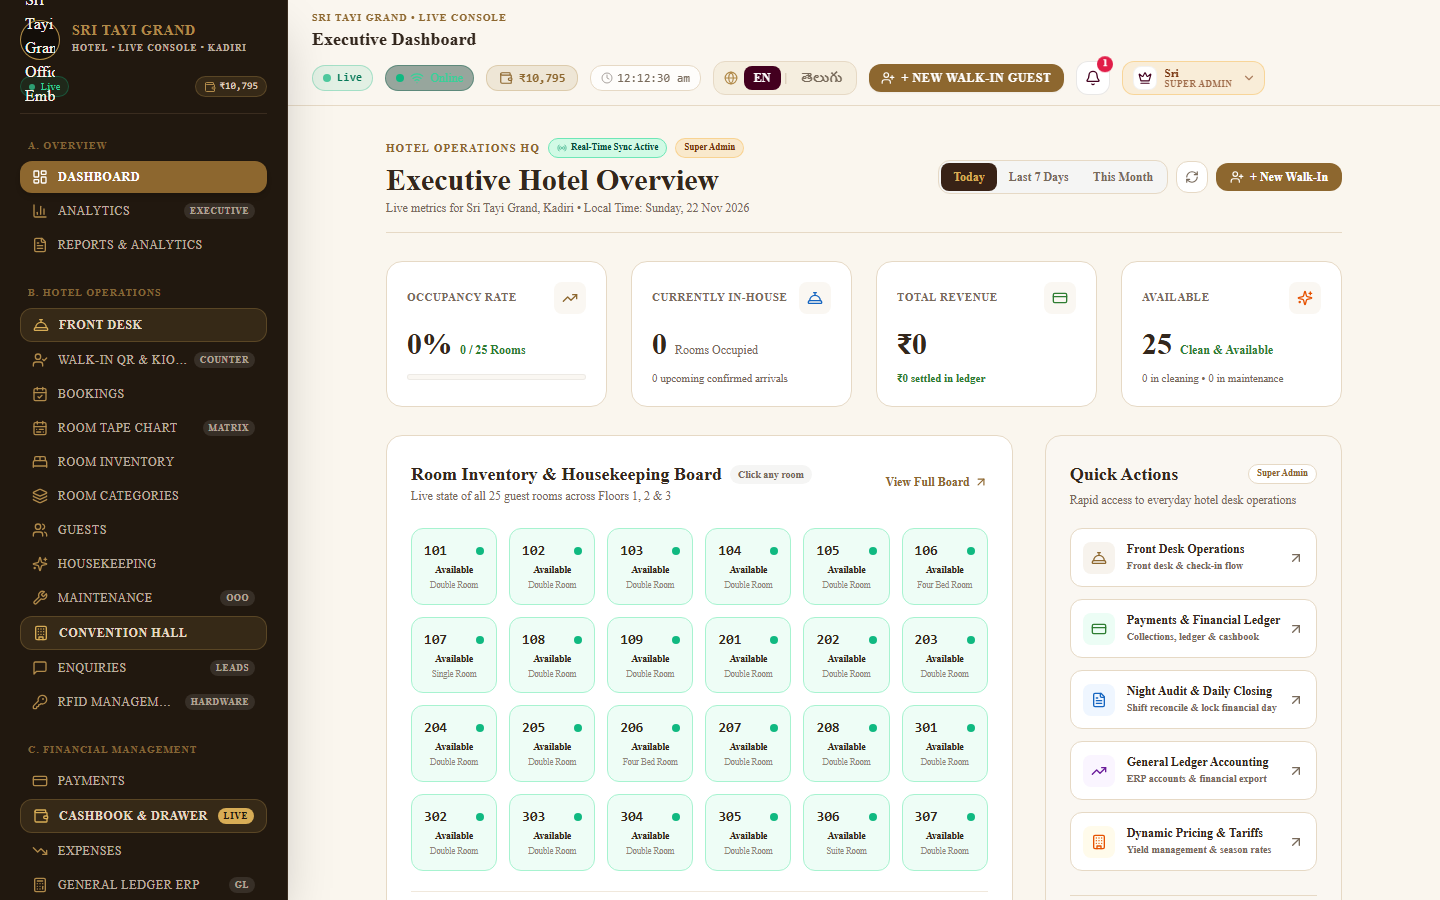 Sri
Tayi
Gran
Offic
Emb
SRI TAYI GRAND
HOTEL • LIVE CONSOLE • KADIRI
Live
₹10,795
A. OVERVIEW
DASHBOARD
ANALYTICS
EXECUTIVE
REPORTS & ANALYTICS
B. HOTEL OPERATIONS
FRONT DESK
WALK-IN QR & KIO...
COUNTER
BOOKINGS
ROOM TAPE CHART
MATRIX
ROOM INVENTORY
ROOM CATEGORIES
GUESTS
HOUSEKEEPING
MAINTENANCE
OOO
CONVENTION HALL
ENQUIRIES
LEADS
RFID MANAGEM...
HARDWARE
C. FINANCIAL MANAGEMENT
PAYMENTS
CASHBOOK & DRAWER
LIVE
EXPENSES
GENERAL LEDGER ERP
GL
SRI TAYI GRAND • LIVE CONSOLE
Executive Dashboard
Live
₹10,795
12:12:30 am
EN
|
తెలుగు
+ NEW WALK-IN GUEST
1
Sri
SUPER ADMIN
HOTEL OPERATIONS HQ
Real-Time Sync Active
Super Admin
Executive Hotel Overview
Live metrics for Sri Tayi Grand, Kadiri • Local Time: Sunday, 22 Nov 2026
Today
Last 7 Days
This Month
+ New Walk-In
OCCUPANCY RATE
0%
0 / 25 Rooms
CURRENTLY IN-HOUSE
0
Rooms Occupied
0 upcoming confirmed arrivals
TOTAL REVENUE
₹0
₹0 settled in ledger
AVAILABLE
25
Clean & Available
0 in cleaning • 0 in maintenance
Room Inventory & Housekeeping Board
Click any room
Live state of all 25 guest rooms across Floors 1, 2 & 3
View Full Board
101
Available
Double Room
102
Available
Double Room
103
Available
Double Room
104
Available
Double Room
105
Available
Double Room
106
Available
Four Bed Room
107
Available
Single Room
108
Available
Double Room
109
Available
Double Room
201
Available
Double Room
202
Available
Double Room
203
Available
Double Room
204
Available
Double Room
205
Available
Double Room
206
Available
Four Bed Room
207
Available
Double Room
208
Available
Double Room
301
Available
Double Room
302
Available
Double Room
303
Available
Double Room
304
Available
Double Room
305
Available
Double Room
306
Available
Suite Room
307
Available
Double Room
Quick Actions
Super Admin
Rapid access to everyday hotel desk operations
Front Desk Operations
Front desk & check-in flow
Payments & Financial Ledger
Collections, ledger & cashbook
Night Audit & Daily Closing
Shift reconcile & lock financial day
General Ledger Accounting
ERP accounts & financial export
Dynamic Pricing & Tariffs
Yield management & season rates